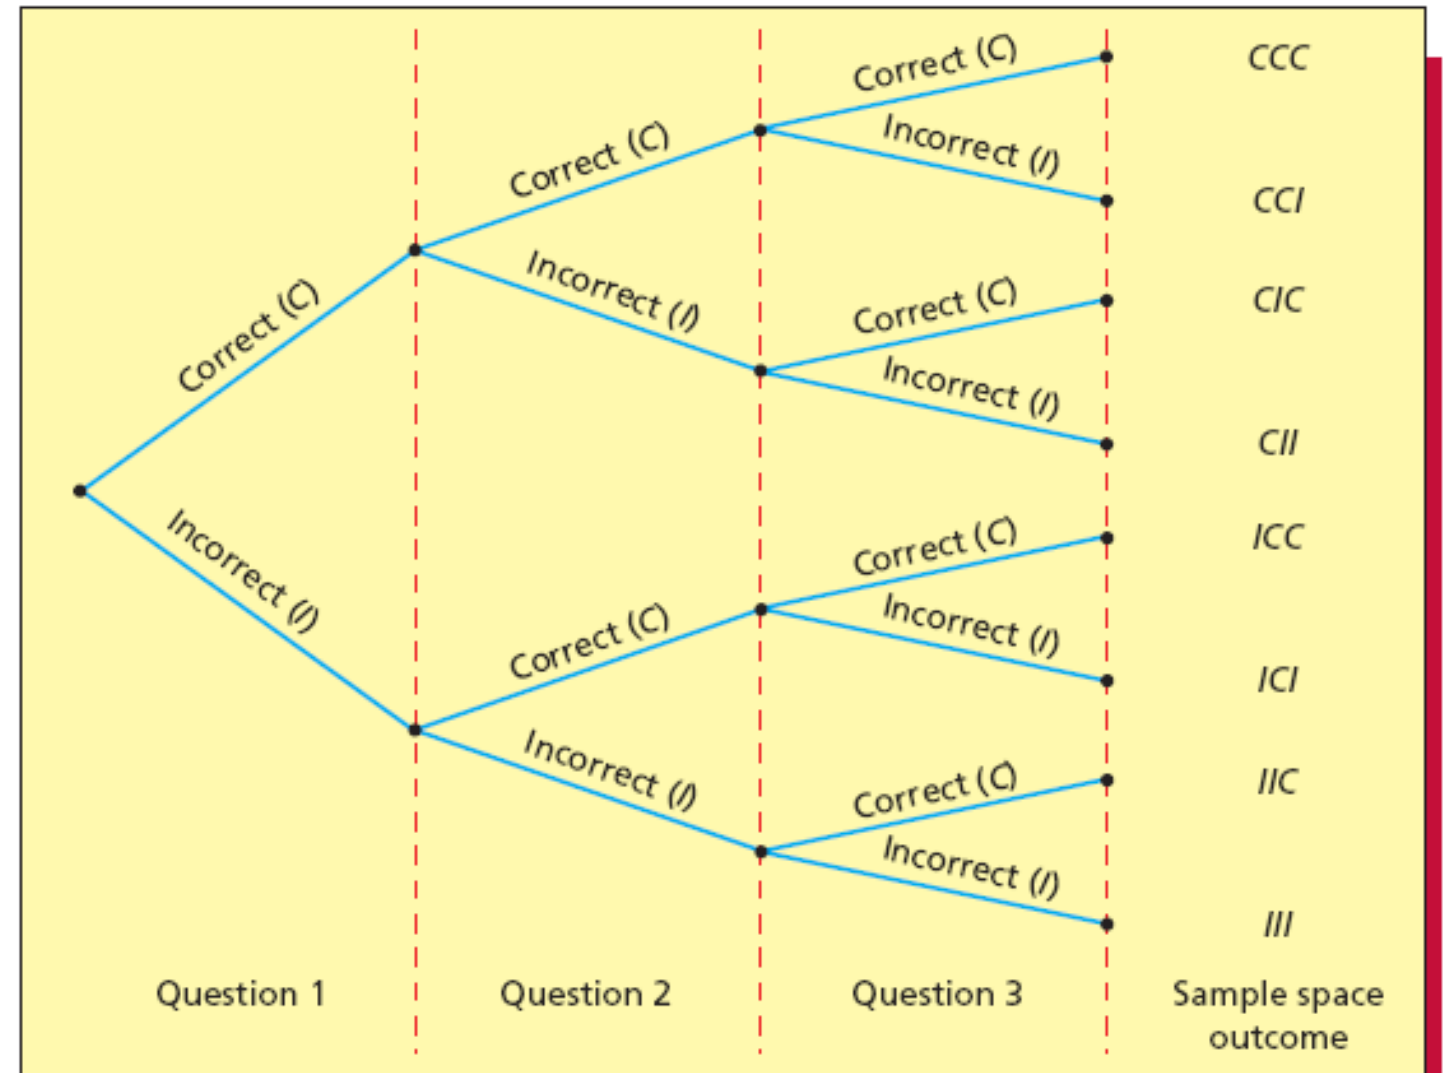 Correct (C)
CCC
Correct (C)
Incorrect (I)
CCI
Correct (C)
Incorrect (I)
Correct (C)
CIC
Incorrect (I)
CII
Incorrect (I)
Correct (C)
ICC
Correct (C)
Incorrect (I)
ICI
Incorrect (I)
Correct (C)
IIC
Incorrect (I)
III
Question 1
Question 2
Question 3
Sample space
outcome